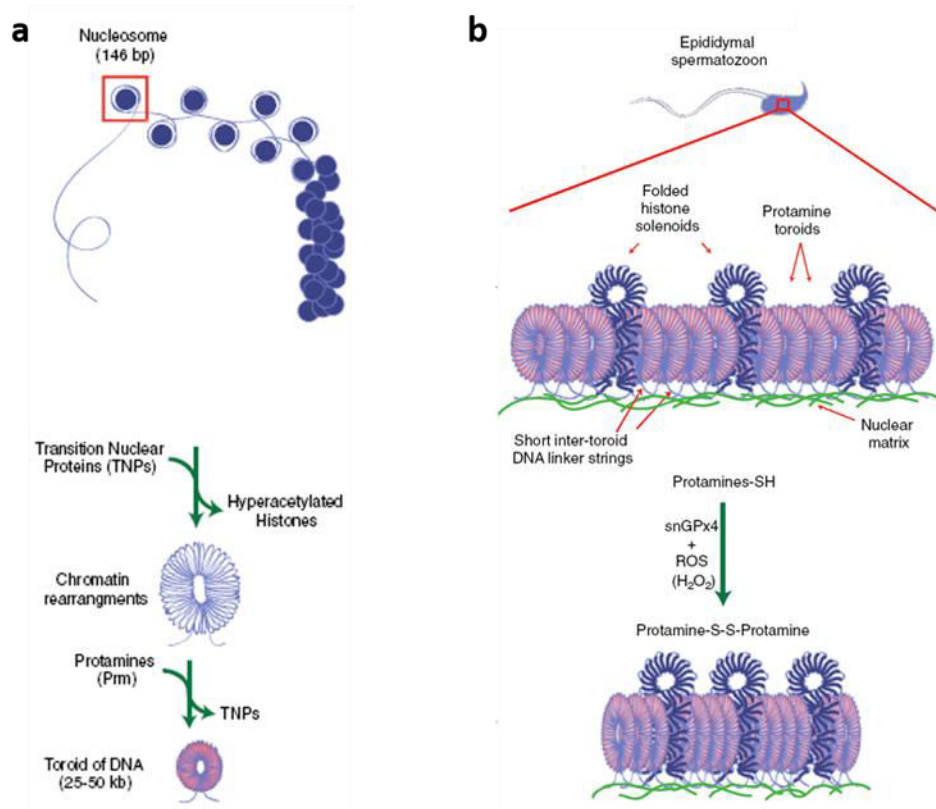 a
Nucleosome
(146 bp)
Transition Nuclear
Proteins (TNPs)
Hyperacetylated
Histones
Chromatin
rearrangments
Protamines
(Prm)
TNPs
Toroid of DNA
(25-50 kb)
b
Epididymal
spermatozoon
Folded
histone
solenoids
Protamine
toroids
Short inter-toroid
DNA linker strings
Nuclear
matrix
Protamines-SH
snGPx4
+
ROS
(H₂O₂)
Protamine-S-S-Protamine